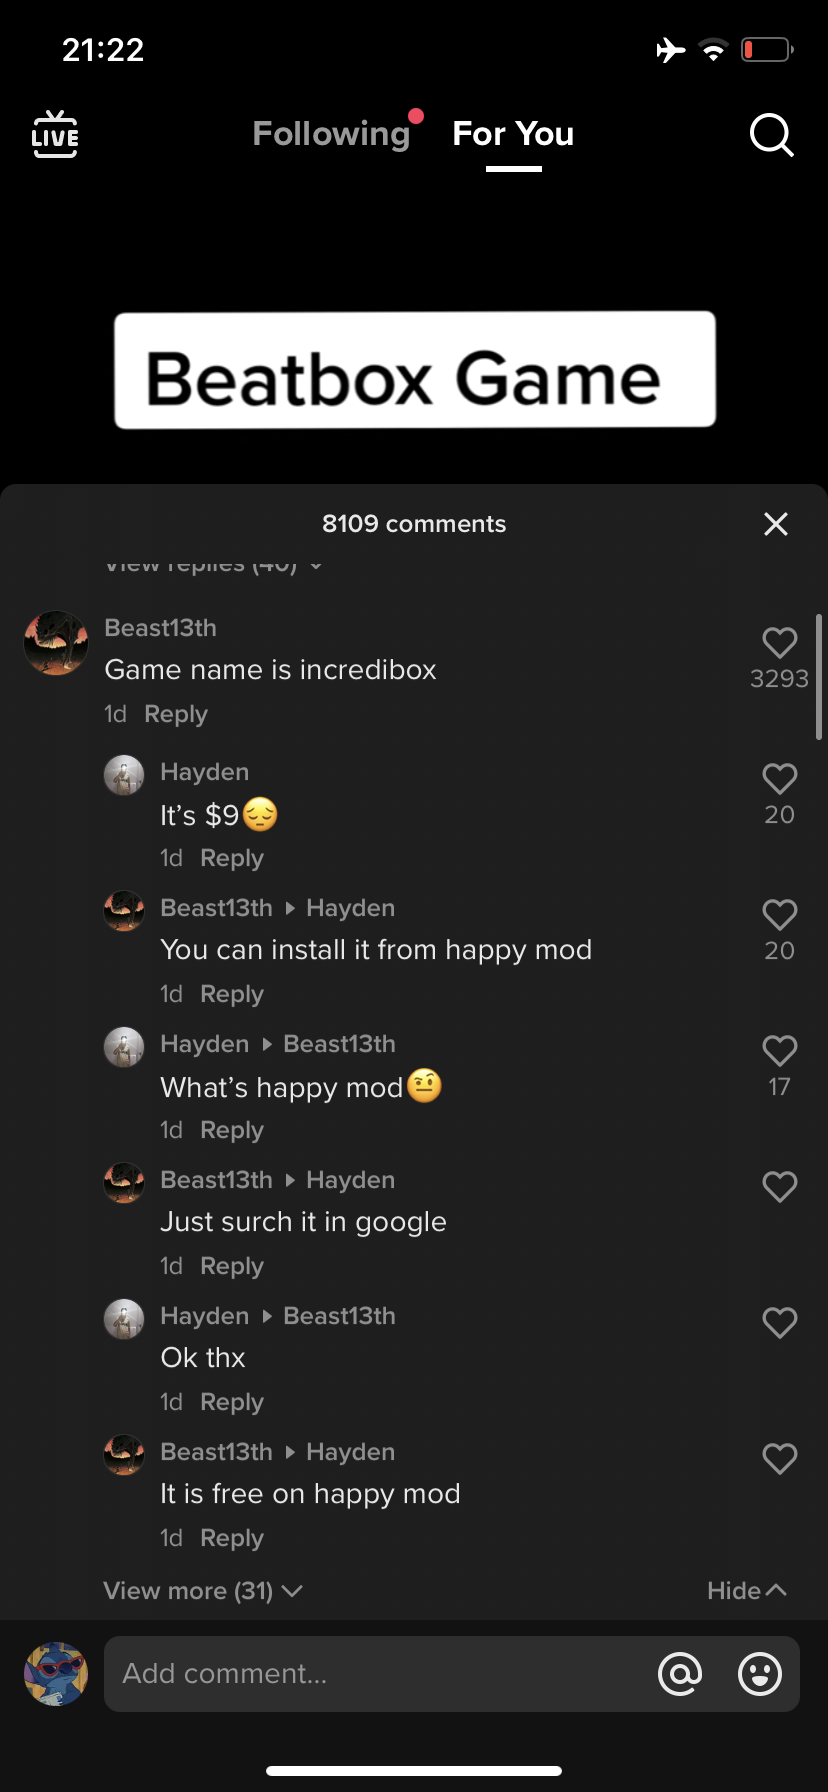 21:22
LIVE
Following
For You
Beatbox Game
8109 comments
View replies (40)
Beast13th
Game name is incredibox
3293
1d Reply
Hayden
It's $9😔
20
1d Reply
Beast13th ▸ Hayden
You can install it from happy mod
20
1d Reply
Hayden ▸ Beast13th
What's happy mod🤨
17
1d Reply
Beast13th ▸ Hayden
Just surch it in google
1d Reply
Hayden ▸ Beast13th
Ok thx
1d Reply
Beast13th ▸ Hayden
It is free on happy mod
1d Reply
View more (31)
Hide
Add comment...